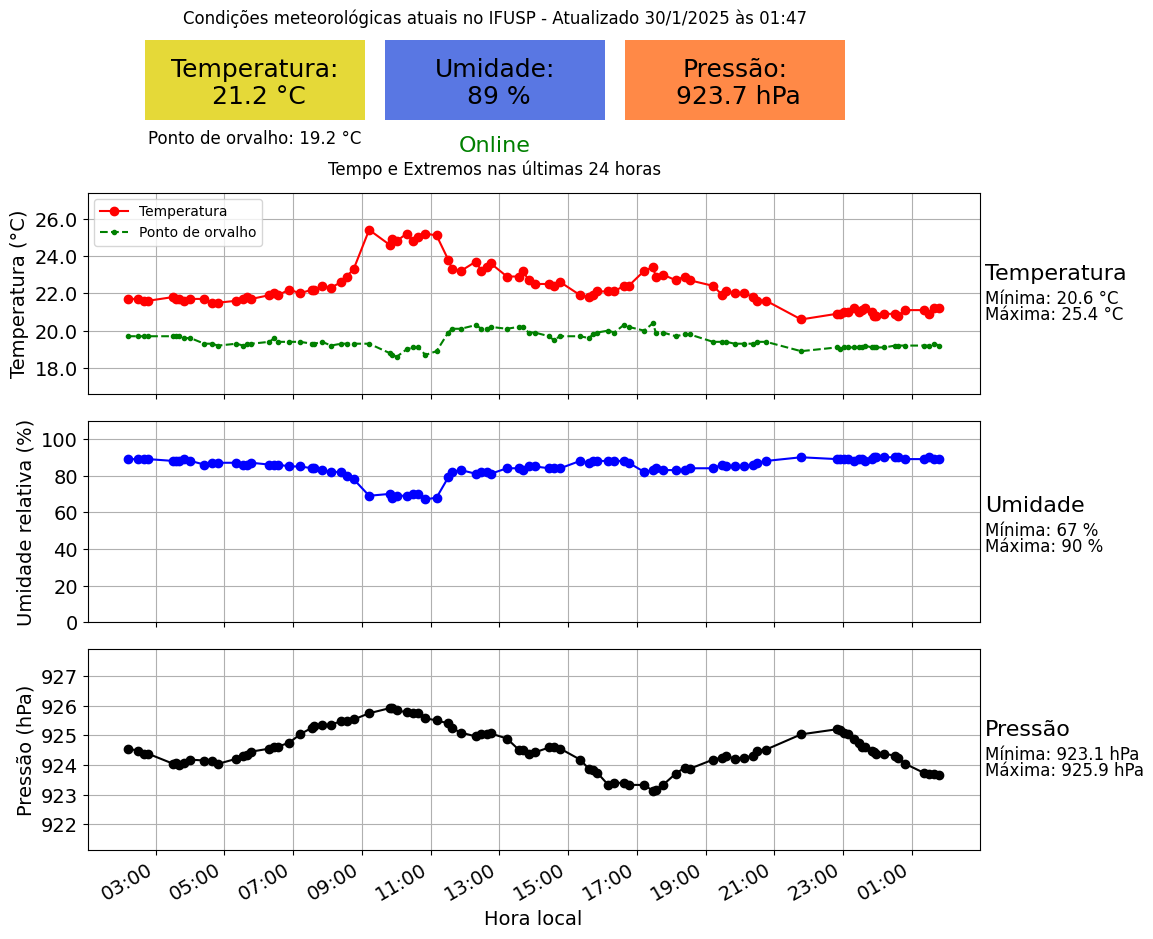 Condições meteorológicas atuais no IFUSP - Atualizado 30/1/2025 às 01:47
Temperatura:
21.2 °C
Umidade:
89 %
Pressão:
923.7 hPa
Ponto de orvalho: 19.2 °C
Online
Tempo e Extremos nas últimas 24 horas
Temperatura (°C)
26.0
24.0
22.0
20.0
18.0
Temperatura
Ponto de orvalho
Temperatura
Mínima: 20.6 °C
Máxima: 25.4 °C
Umidade relativa (%)
100
80
60
40
20
0
Umidade
Mínima: 67 %
Máxima: 90 %
Pressão (hPa)
927
926
925
924
923
922
Pressão
Mínima: 923.1 hPa
Máxima: 925.9 hPa
03:00 05:00 07:00 09:00 11:00 13:00 15:00 17:00 19:00 21:00 23:00 01:00
Hora local